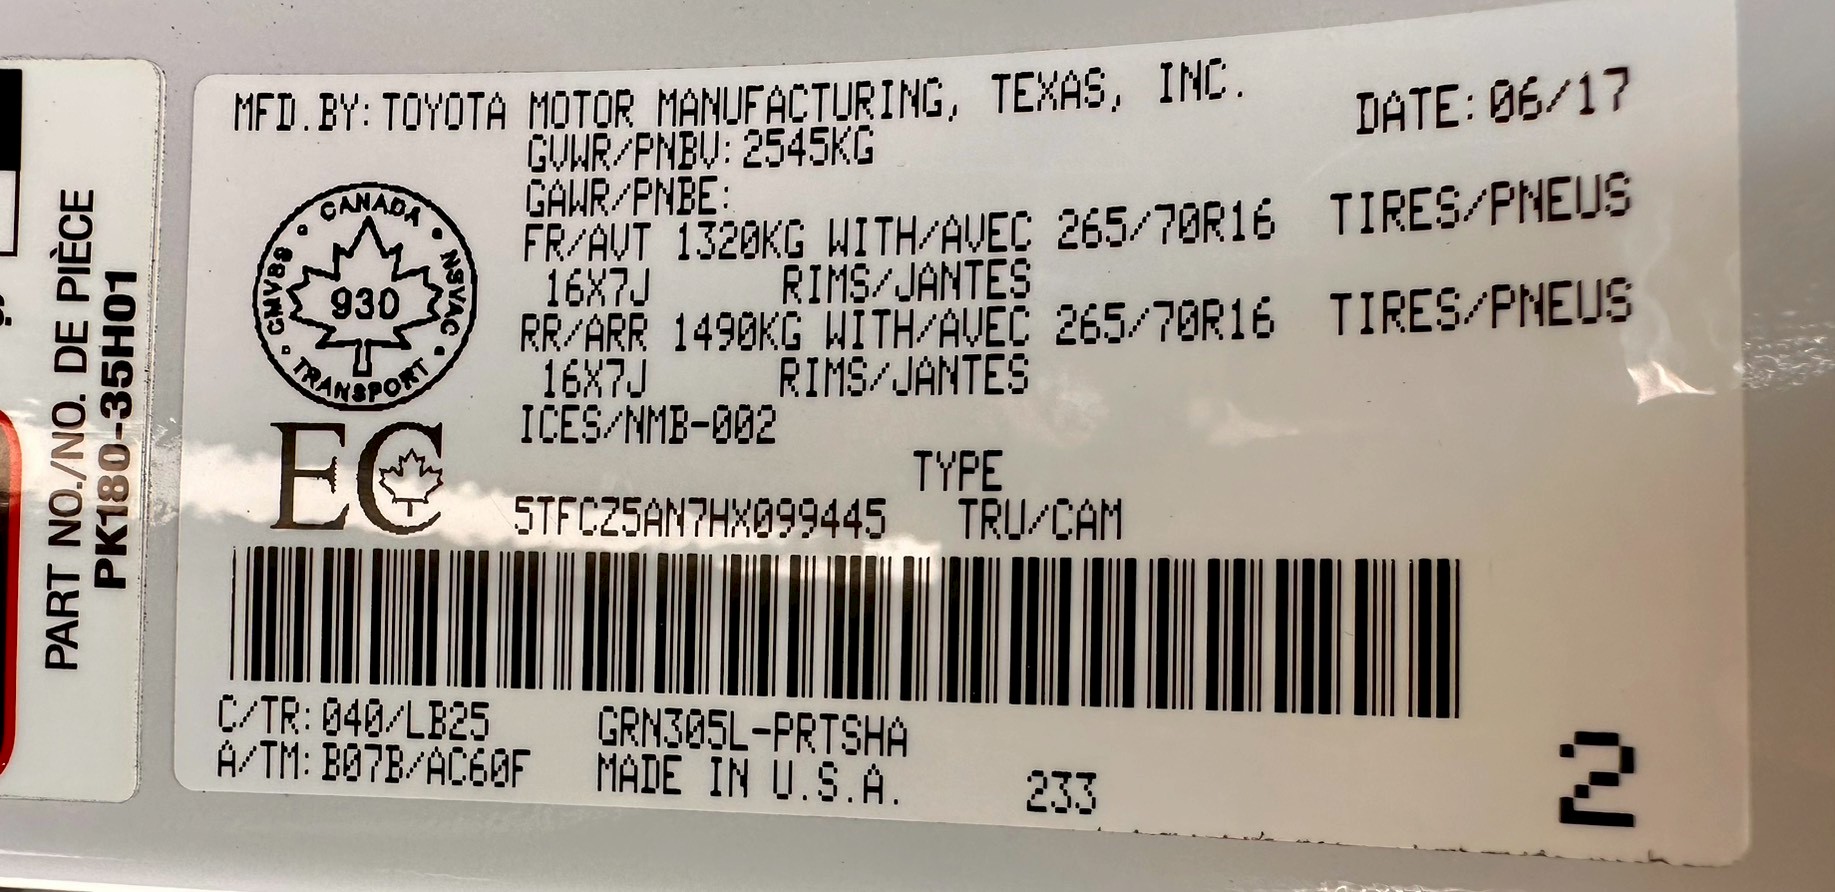 PART NO./NO. DE PIÈCE
PK180-35H01
MFD.BY: TOYOTA MOTOR MANUFACTURING, TEXAS, INC. DATE: 06/17
GVWR/PNBV: 2545KG
GAWR/PNBE:
FR/AVT 1320KG WITH/AVEC 265/70R16 TIRES/PNEUS
16X7J RIMS/JANTES
RR/ARR 1490KG WITH/AVEC 265/70R16 TIRES/PNEUS
16X7J RIMS/JANTES
ICES/NMB-002
CANADA
CMVSS NSVAC
930
TRANSPORT
EC
TYPE
5TFCZ5AN7HX099445 TRU/CAM
C/TR: 040/LB25 GRN305L-PRTSHA
A/TM: B07B/AC60F MADE IN U.S.A. 233
2